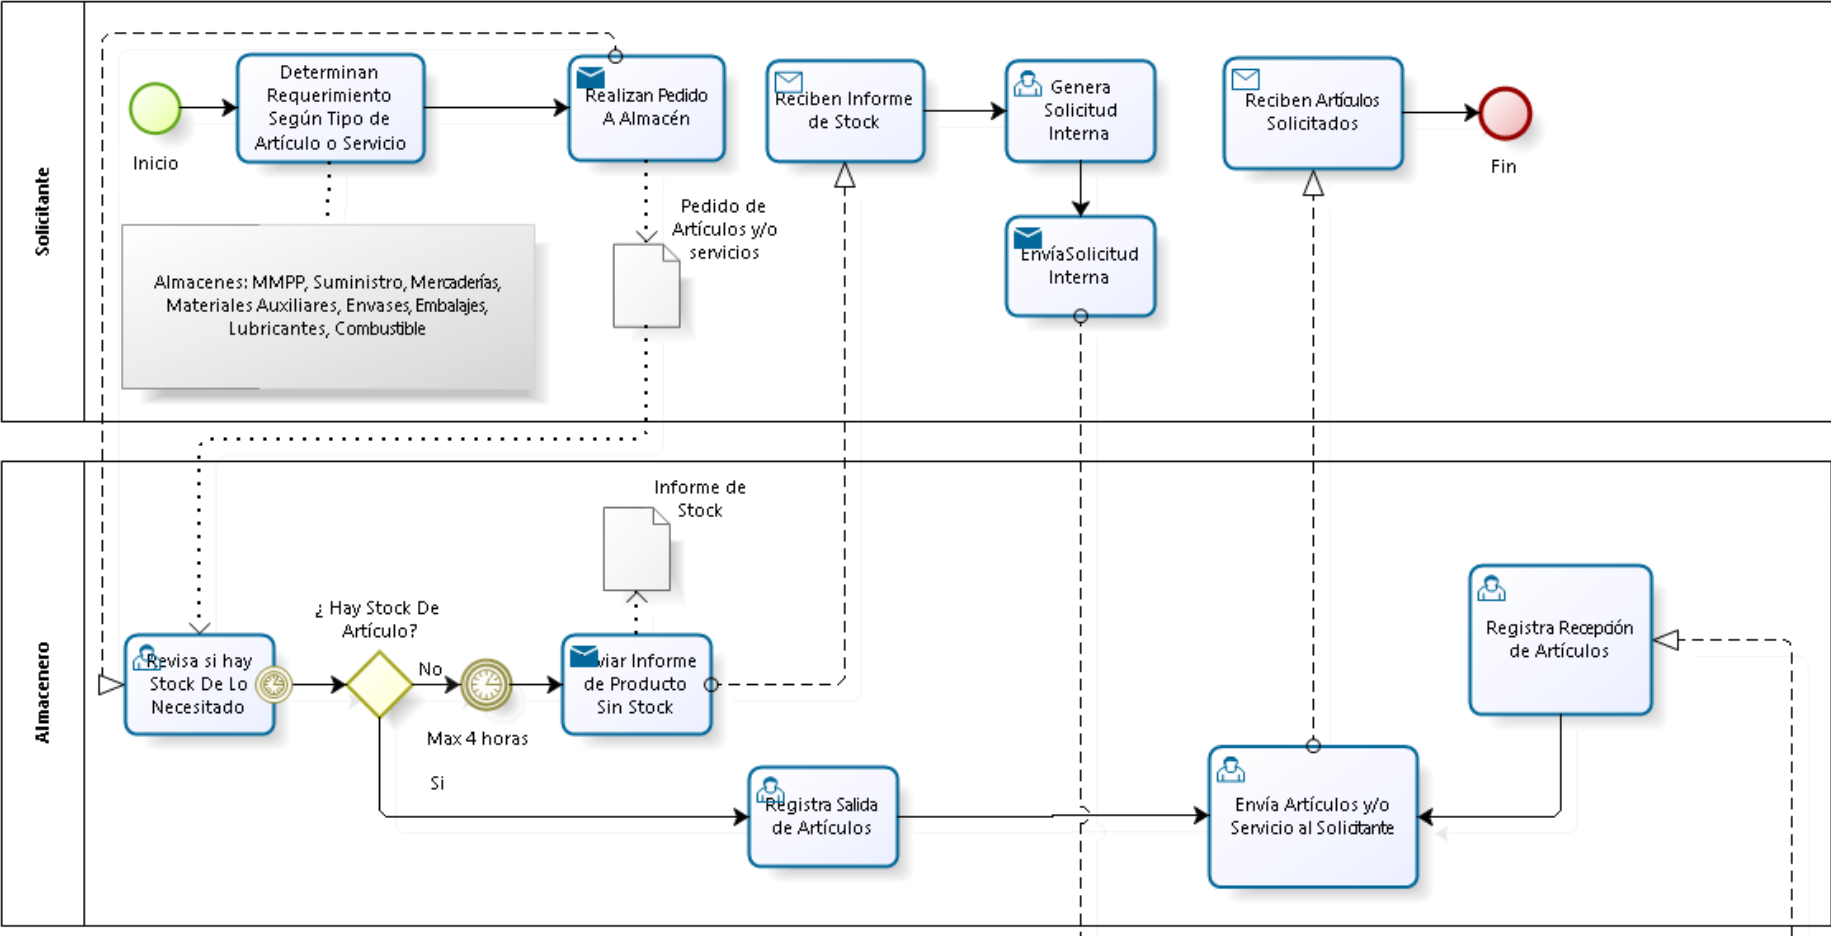 Solicitante
Inicio
Determinan
Requerimiento
Según Tipo de
Artículo o Servicio
Realizan Pedido
A Almacén
Reciben Informe
de Stock
Genera
Solicitud
Interna
Reciben Artículos
Solicitados
Fin
Pedido de
Artículos y/o
servicios
EnvíaSolicitud
Interna
Almacenes: MMPP, Suministro, Mercaderías,
Materiales Auxiliares, Envases, Embalajes,
Lubricantes, Combustible
Almacenero
Informe de
Stock
¿ Hay Stock De
Artículo?
Revisa si hay
Stock De Lo
Necesitado
No
Max 4 horas
Si
viar Informe
de Producto
Sin Stock
Registra Salida
de Artículos
Envía Artículos y/o
Servicio al Solicitante
Registra Recepción
de Artículos